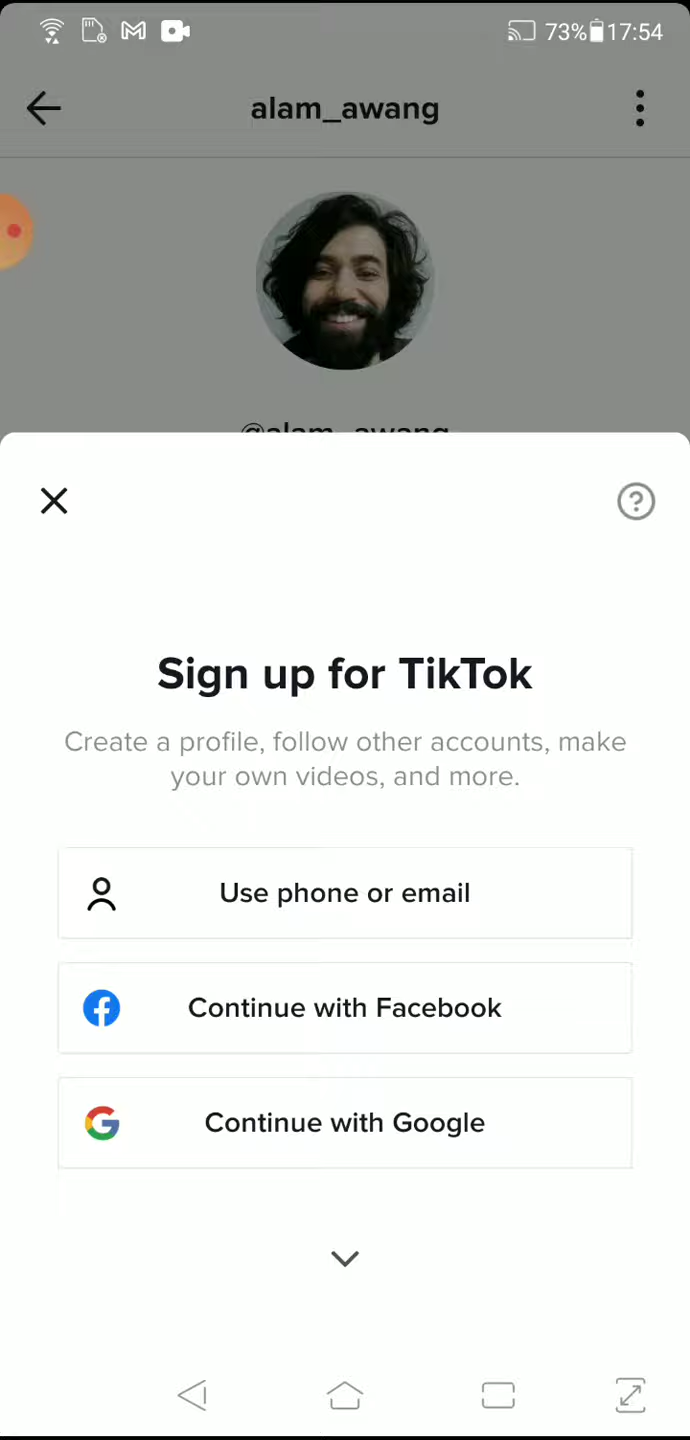 73% 17:54
alam_awang
@alam_awang
Sign up for TikTok
Create a profile, follow other accounts, make
your own videos, and more.
Use phone or email
Continue with Facebook
Continue with Google